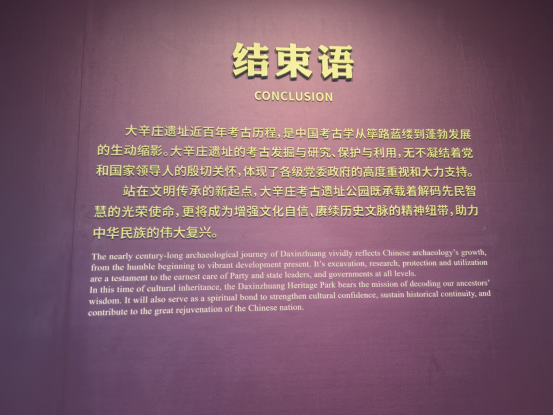 结束语
CONCLUSION
大辛庄遗址近百年考古历程，是中国考古学从筚路蓝缕到蓬勃发展
的生动缩影。大辛庄遗址的考古发掘与研究、保护与利用，无不凝结着党
和国家领导人的殷切关怀，体现了各级党委政府的高度重视和大力支持。
站在文明传承的新起点，大辛庄考古遗址公园既承载着解码先民智
慧的光荣使命，更将成为增强文化自信、赓续历史文脉的精神纽带，助力
中华民族的伟大复兴。
The nearly century-long archaeological journey of Daxinzhuang vividly reflects Chinese archaeology's growth,
from the humble beginning to vibrant development present. It's excavation, research, protection and utilization
are a testament to the earnest care of Party and state leaders, and governments at all levels.
In this time of cultural inheritance, the Daxinzhuang Heritage Park bears the mission of decoding our ancestors'
wisdom. It will also serve as a spiritual bond to strengthen cultural confidence, sustain historical continuity, and
contribute to the great rejuvenation of the Chinese nation.